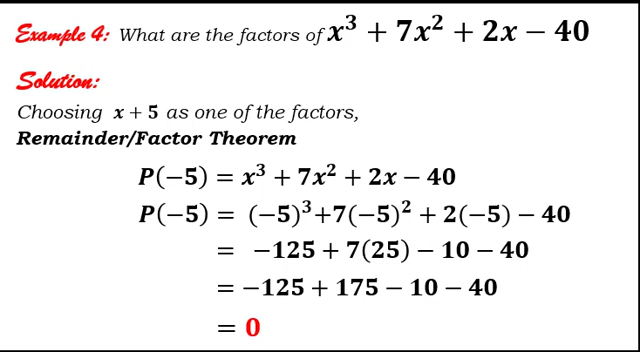 Example 4: What are the factors of x³ + 7x² + 2x − 40
Solution:
Choosing x + 5 as one of the factors,
Remainder/Factor Theorem
P(−5) = x³ + 7x² + 2x − 40
P(−5) = (−5)³+7(−5)² + 2(−5) − 40
= −125 + 7(25) − 10 − 40
= −125 + 175 − 10 − 40
= 0